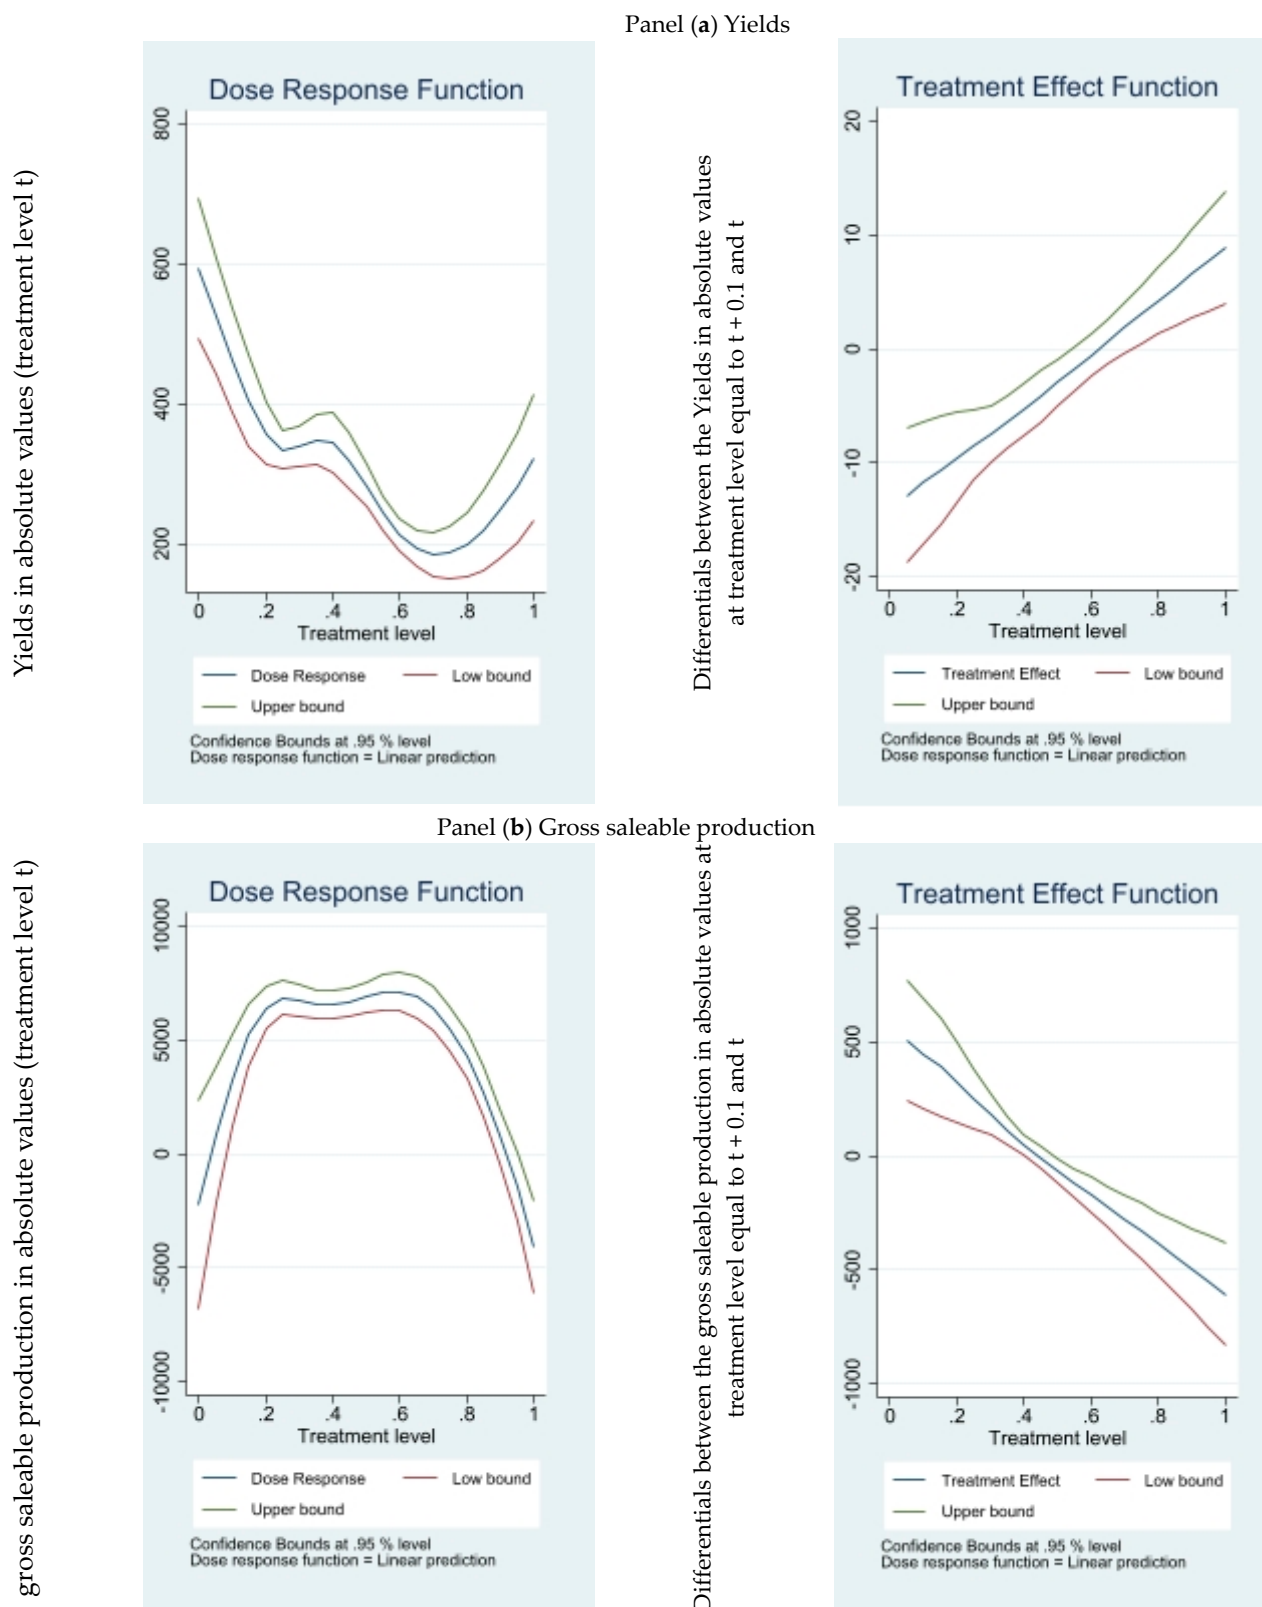 Panel (a) Yields
Yields in absolute values (treatment level t)
Dose Response Function
800
600
400
200
0 .2 .4 .6 .8 1
Treatment level
Dose Response Low bound
Upper bound
Confidence Bounds at .95 % level
Dose response function = Linear prediction
Differentials between the Yields in absolute values
at treatment level equal to t + 0.1 and t
Treatment Effect Function
20
10
0
-10
-20
0 .2 .4 .6 .8 1
Treatment level
Treatment Effect Low bound
Upper bound
Confidence Bounds at .95 % level
Dose response function = Linear prediction
Panel (b) Gross saleable production
gross saleable production in absolute values (treatment level t)
Dose Response Function
10000
5000
0
-5000
-10000
0 .2 .4 .6 .8 1
Treatment level
Dose Response Low bound
Upper bound
Confidence Bounds at .95 % level
Dose response function = Linear prediction
Differentials between the gross saleable production in absolute values at
treatment level equal to t + 0.1 and t
Treatment Effect Function
1000
500
0
-500
-1000
0 .2 .4 .6 .8 1
Treatment level
Treatment Effect Low bound
Upper bound
Confidence Bounds at .95 % level
Dose response function = Linear prediction